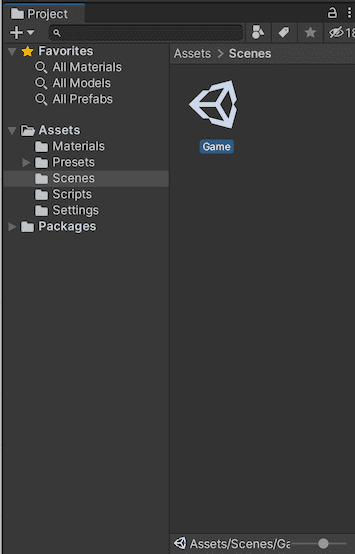 Project
18
Favorites
All Materials
All Models
All Prefabs
Assets
Materials
Presets
Scenes
Scripts
Settings
Packages
Assets > Scenes
Game
Assets/Scenes/Ga